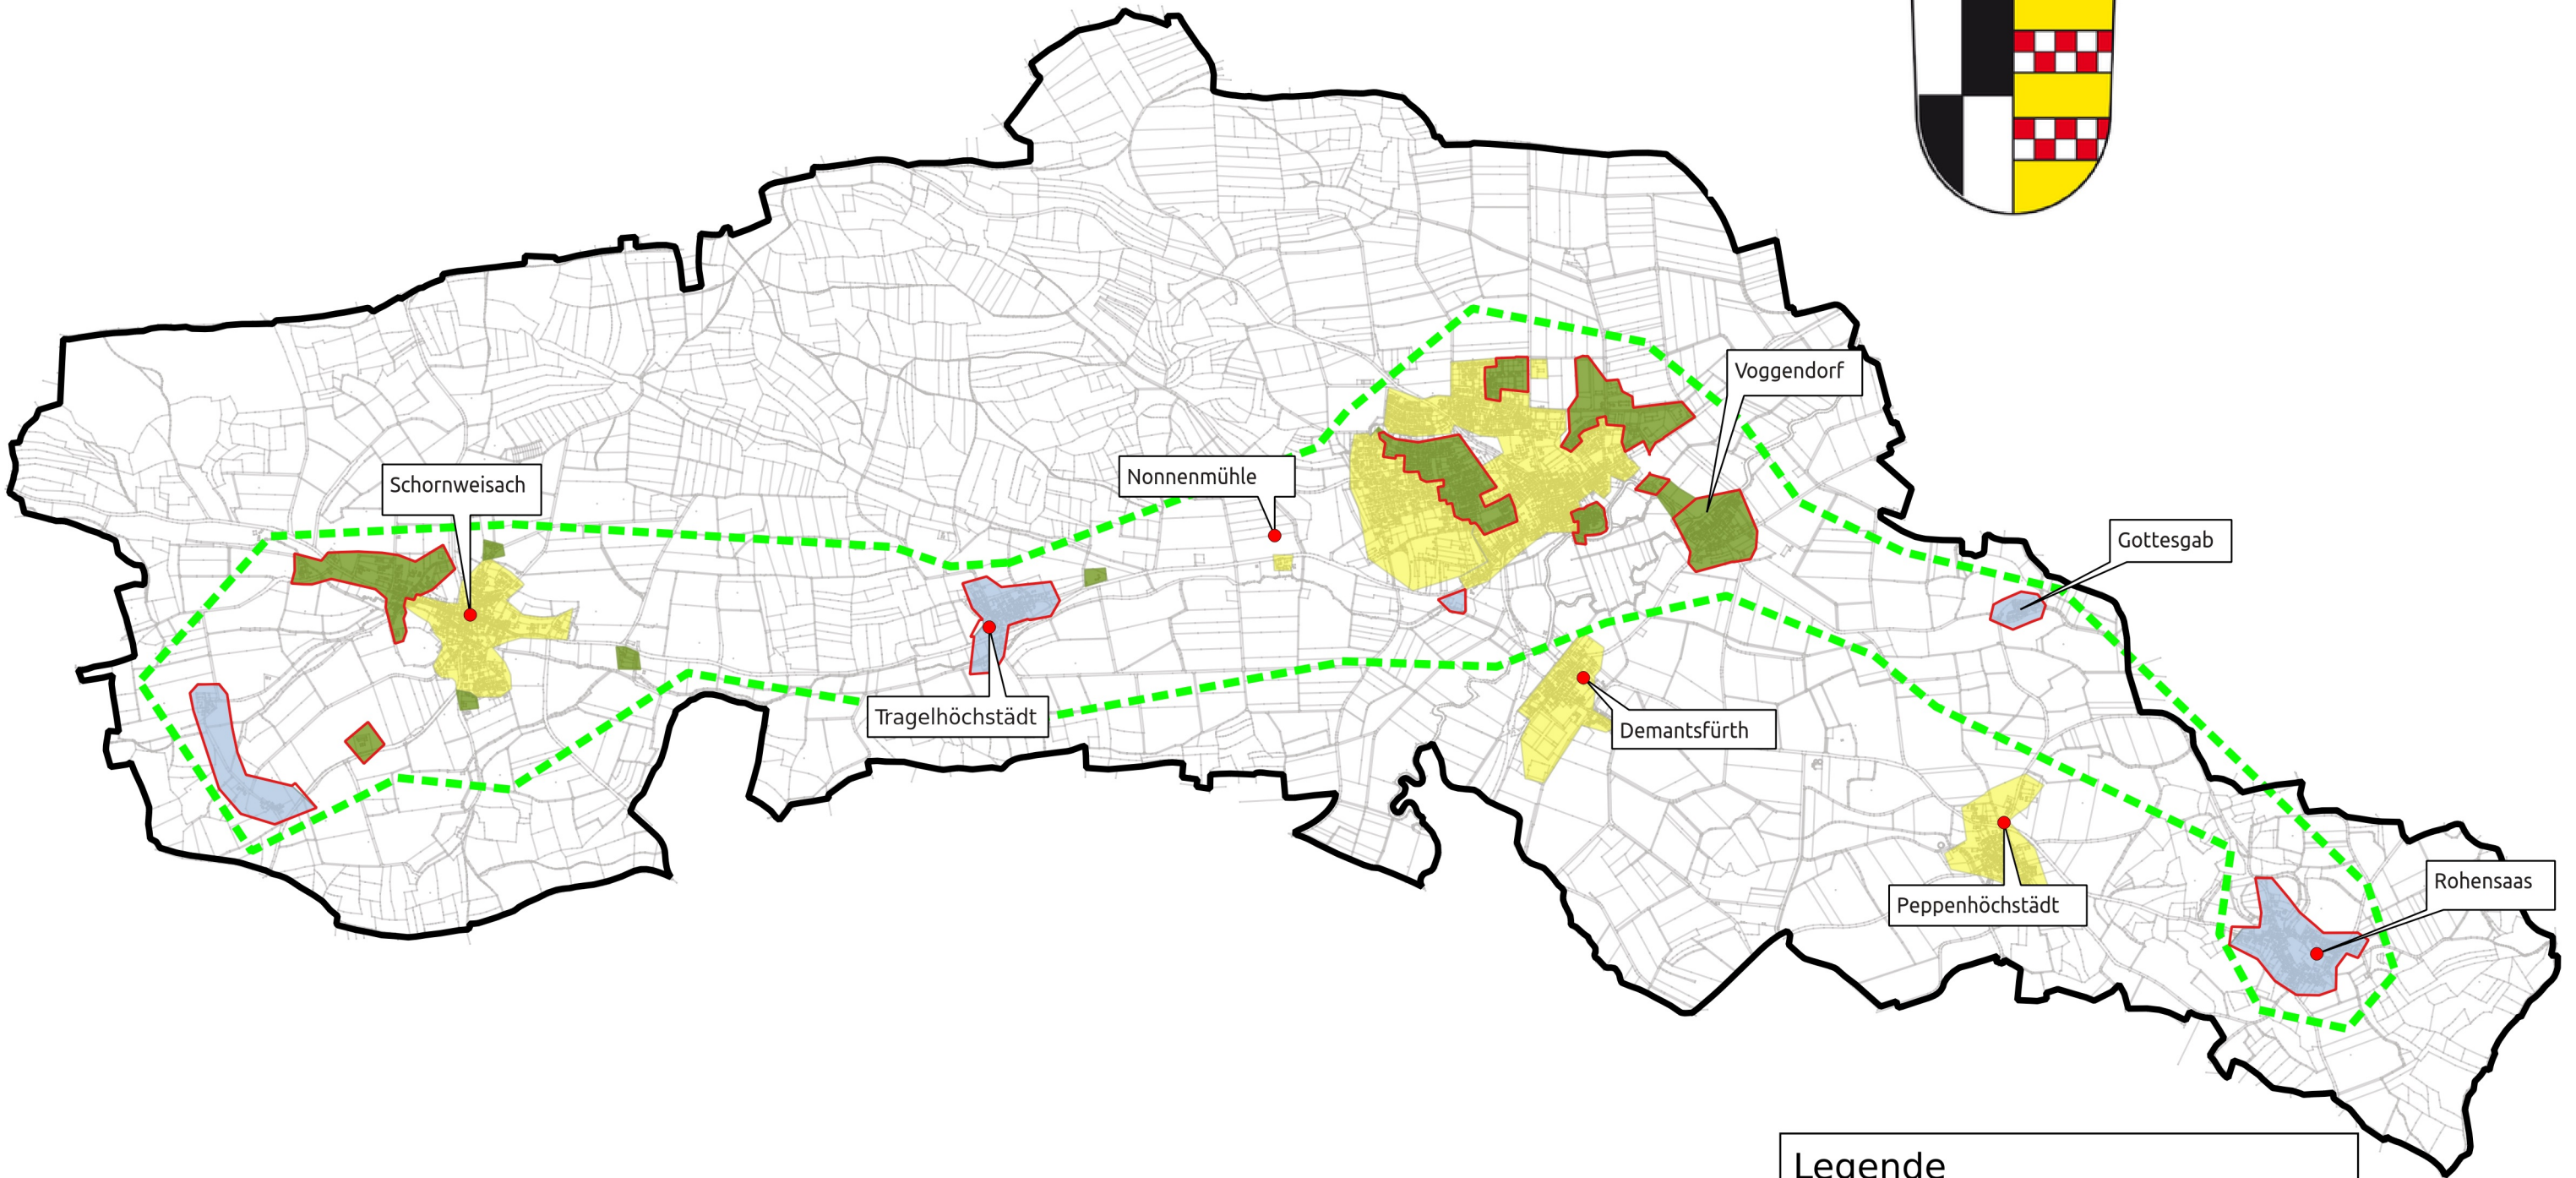 Voggendorf
Nonnenmühle
Schornweisach
Gottesgab
Tragelhöchstädt
Demantsfürth
Rohensaas
Peppenhöchstädt
Legende